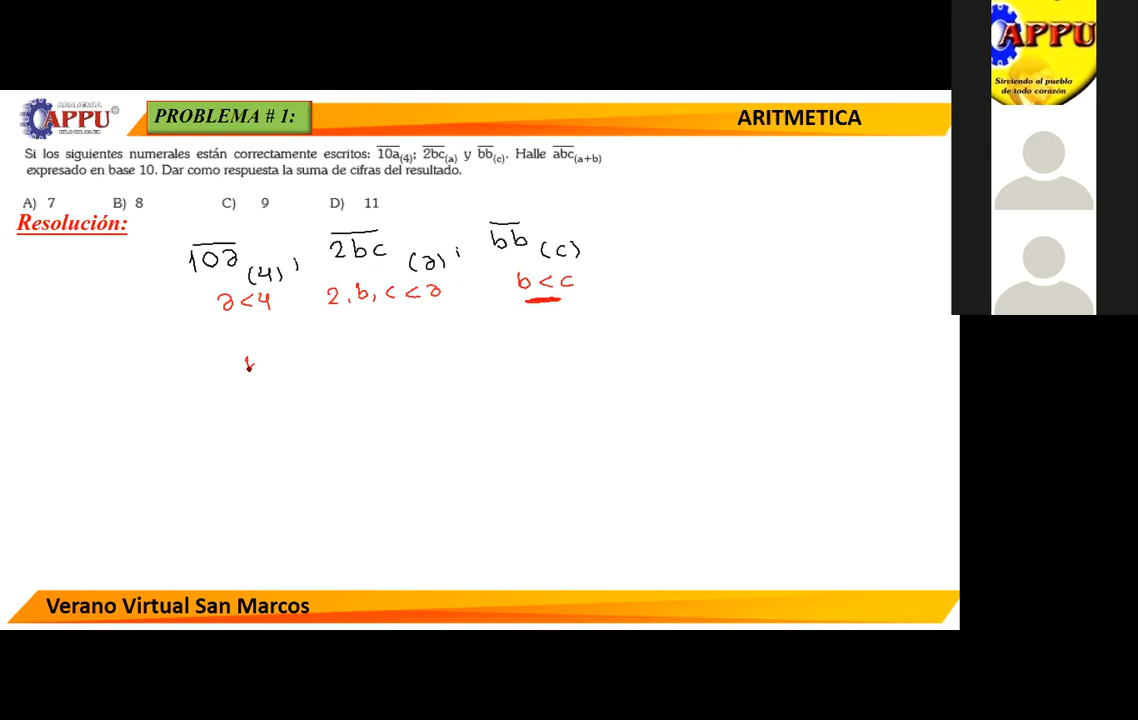 APPU
Sirviendo al pueblo
de todo corazón
ACADEMIA
APPU
PROBLEMA # 1:
ARITMETICA
Si los siguientes numerales están correctamente escritos: 10a(4); 2bc(a) y bb(c). Halle abc(a+b)
expresado en base 10. Dar como respuesta la suma de cifras del resultado.
A) 7 B) 8 C) 9 D) 11
Resolución:
10a(4); 2bc(a); bb(c)
a<4 2, b, c < a b < c
Verano Virtual San Marcos